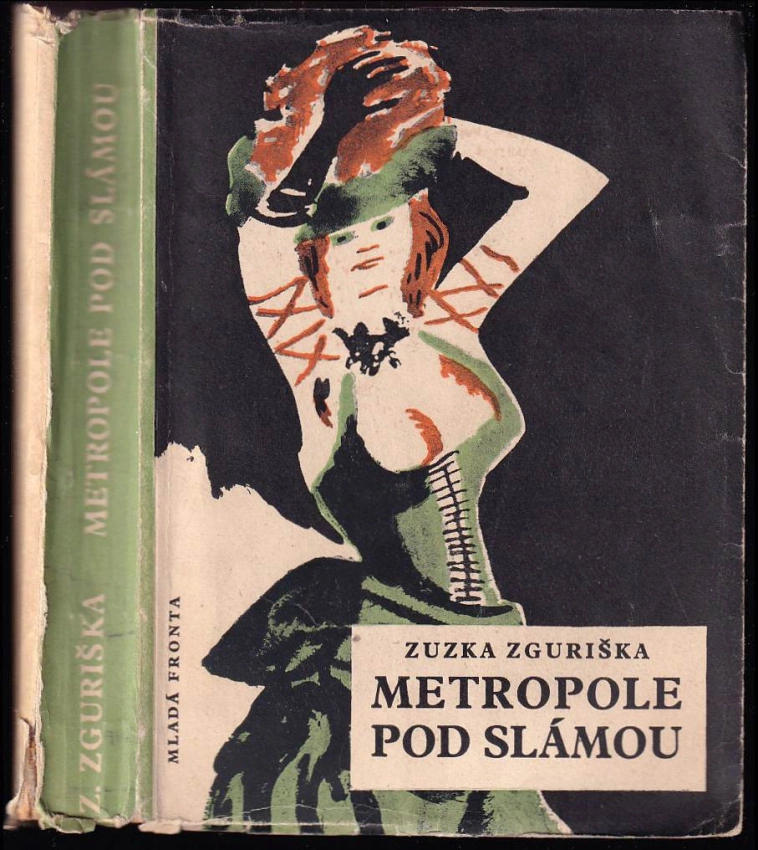 Z. ZGURIŠKA METROPOLE POD SLÁMOU
MLADÁ FRONTA
ZUZKA ZGURIŠKA
METROPOLE
POD SLÁMOU